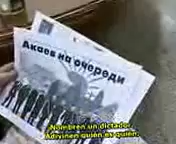 Акаев на очереди
Nombren un dictador.
Adivinen quién es quién.